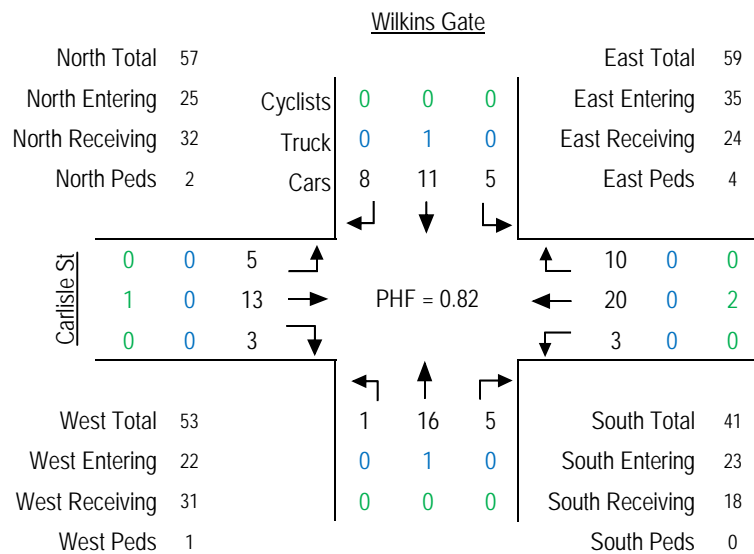 Wilkins Gate
North Total 57
East Total 59
North Entering 25
Cyclists 0 0 0
East Entering 35
North Receiving 32
Truck 0 1 0
East Receiving 24
North Peds 2
Cars 8 11 5
East Peds 4
Carlisle St
0 0 5
10 0 0
1 0 13
PHF = 0.82
20 0 2
0 0 3
3 0 0
West Total 53
1 16 5
South Total 41
West Entering 22
0 1 0
South Entering 23
West Receiving 31
0 0 0
South Receiving 18
West Peds 1
South Peds 0